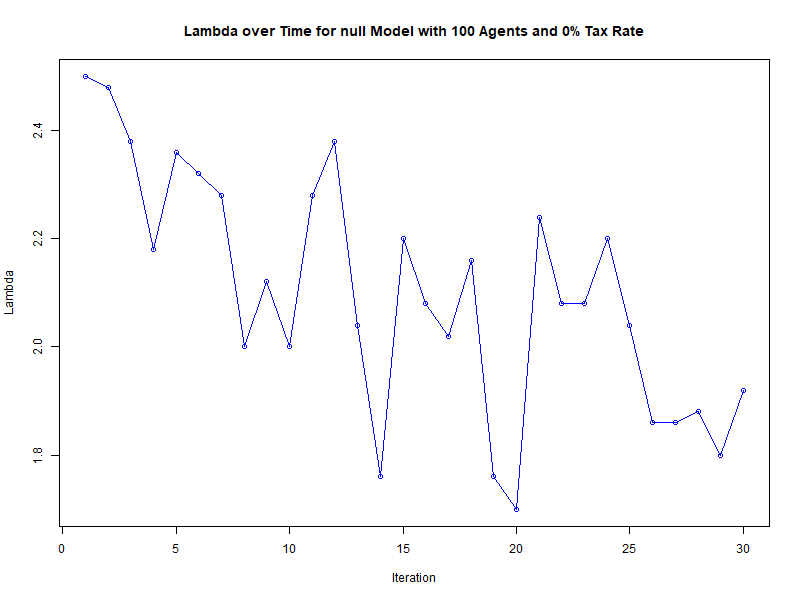 Lambda over Time for null Model with 100 Agents and 0% Tax Rate
Lambda
2.4
2.2
2.0
1.8
0 5 10 15 20 25 30
Iteration